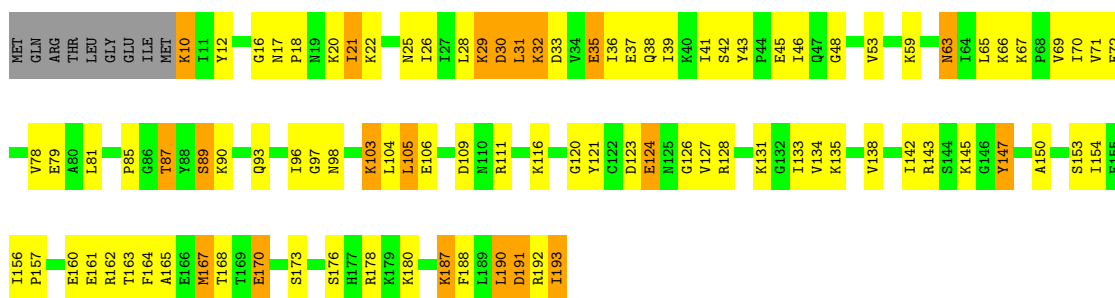 MET GLN ARG THR LEU GLY GLU ILE MET K10 I11 Y12 G16 N17 P18 N19 K20 I21 K22 N25 I26 I27 L28 K29 D30 L31 K32 D33 V34 E35 I36 E37 Q38 I39 K40 I41 S42 Y43 P44 E45 I46 Q47 G48 V53 K59 N63 I64 L65 K66 K67 P68 V69 I70 V71
V78 E79 A80 L81 P85 G86 T87 Y88 S89 K90 Q93 I96 G97 N98 K103 L104 L105 E106 D109 N110 R111 K116 G120 Y121 C122 D123 E124 N125 G126 V127 R128 K131 G132 I133 V134 K135 V138 I142 R143 S144 K145 G146 Y147 A150 S153 I154
I156 P157 E160 E161 R162 T163 F164 A165 E166 M167 T168 T169 E170 S173 S176 H177 R178 K179 K180 K187 F188 L189 L190 D191 R192 I193